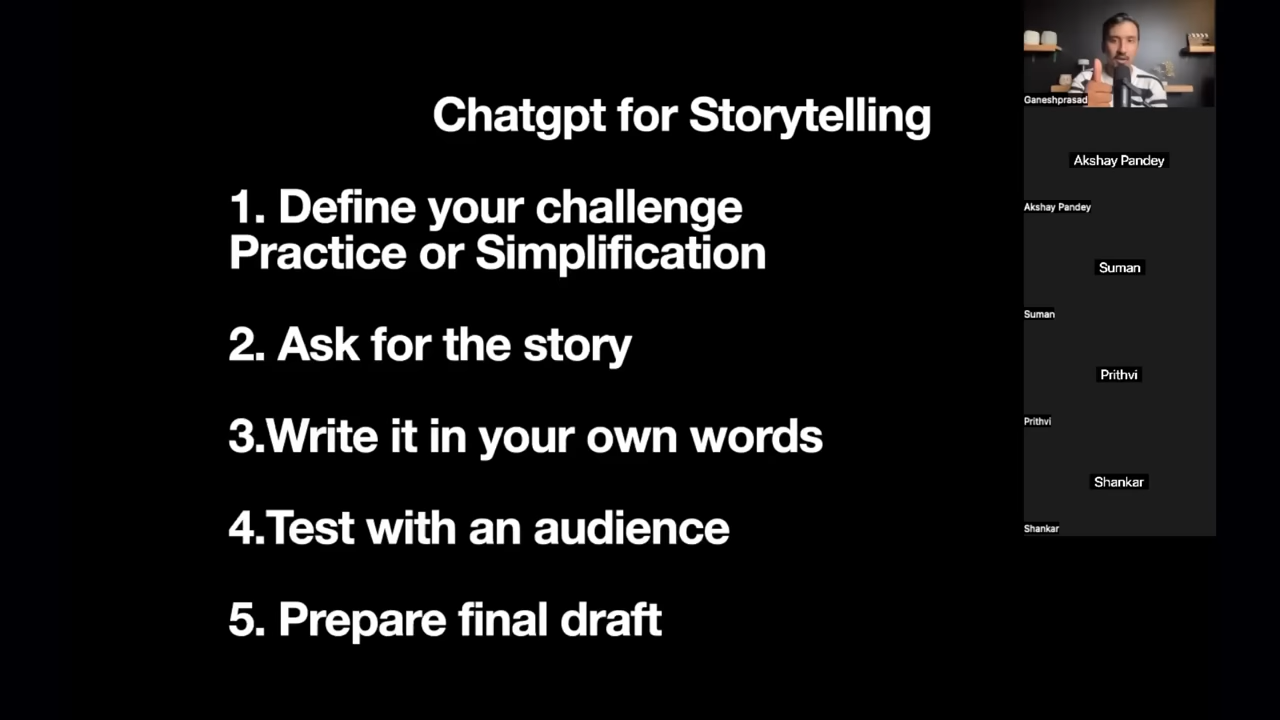 Chatgpt for Storytelling
1. Define your challenge
Practice or Simplification
2. Ask for the story
3.Write it in your own words
4.Test with an audience
5. Prepare final draft
Ganeshprasad
Akshay Pandey
Akshay Pandey
Suman
Suman
Prithvi
Prithvi
Shankar
Shankar